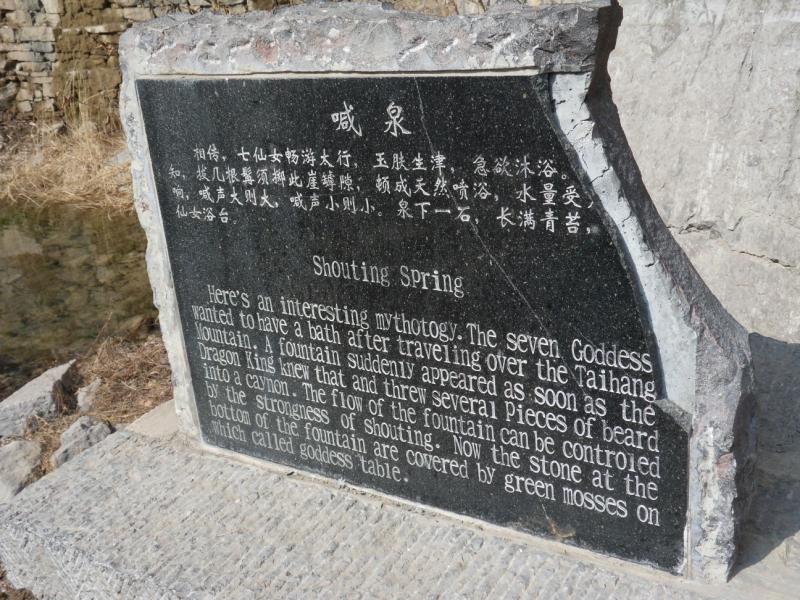 喊泉
相传，七仙女畅游太行，玉肤生津，急欲沐浴。
知，拔几根鬓须掷此崖罅隙，顿成天然喷浴，水量受
响，喊声大则大，喊声小则小。泉下一石，长满青苔，
仙女浴台。
Shouting Spring
Here's an interesting mythotogy. The seven Goddess
wanted to have a bath after traveling over the Taihang
Mountain. A fountain suddenly appeared as soon as the
Dragon King knew that and threw several Pieces of beard
into a caynon. The flow of the fountain can be controled
by the strongness of shouting. Now the stone at the
bottom of the fountain are covered by green mosses on
which called goddess table.